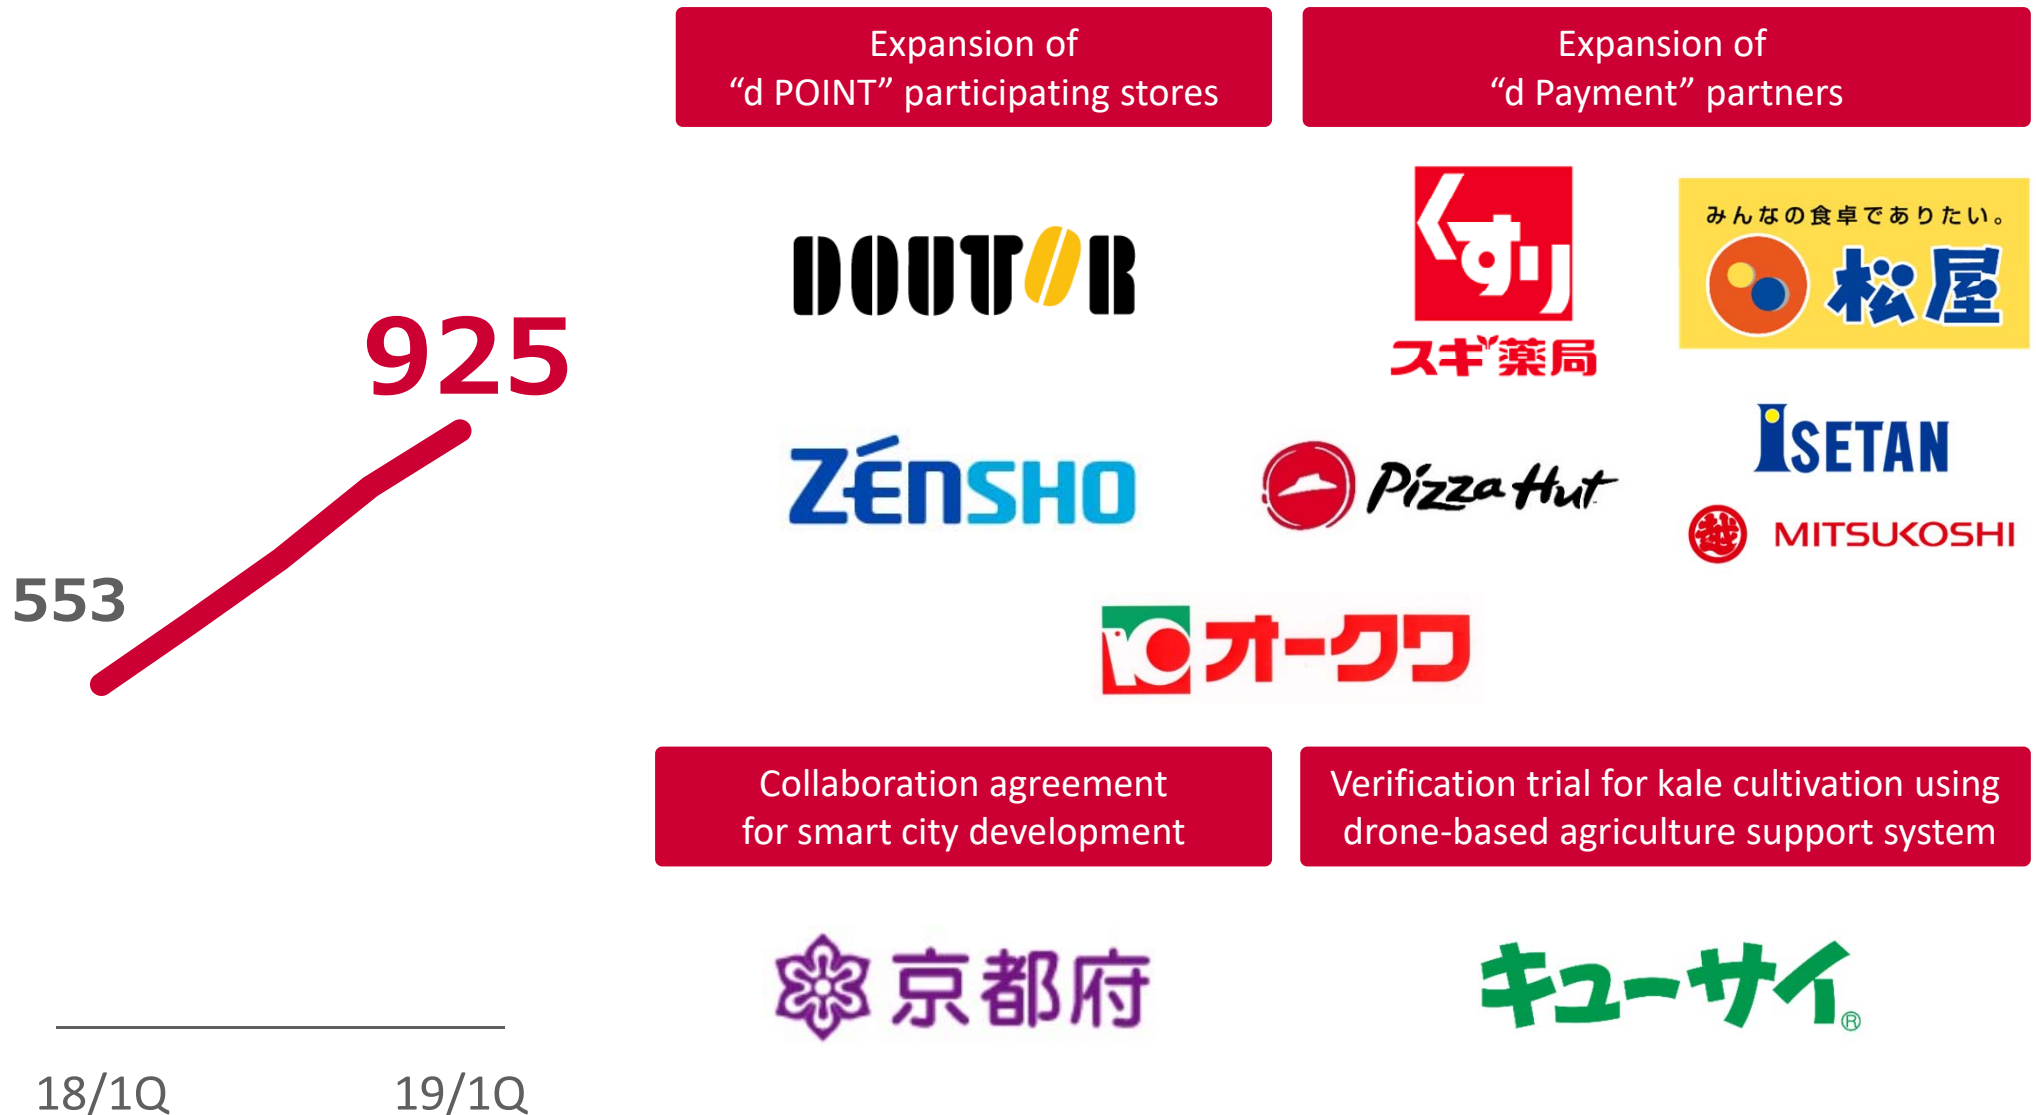 Expansion of
“d POINT” participating stores
Expansion of
“d Payment” partners
DOUTOR
くすり
スギ薬局
みんなの食卓でありたい。
松屋
925
553
ZÉNSHO
Pizza Hut
ISETAN
越 MITSUKOSHI
オークワ
Collaboration agreement
for smart city development
Verification trial for kale cultivation using
drone-based agriculture support system
京都府
キューサイ®
18/1Q
19/1Q